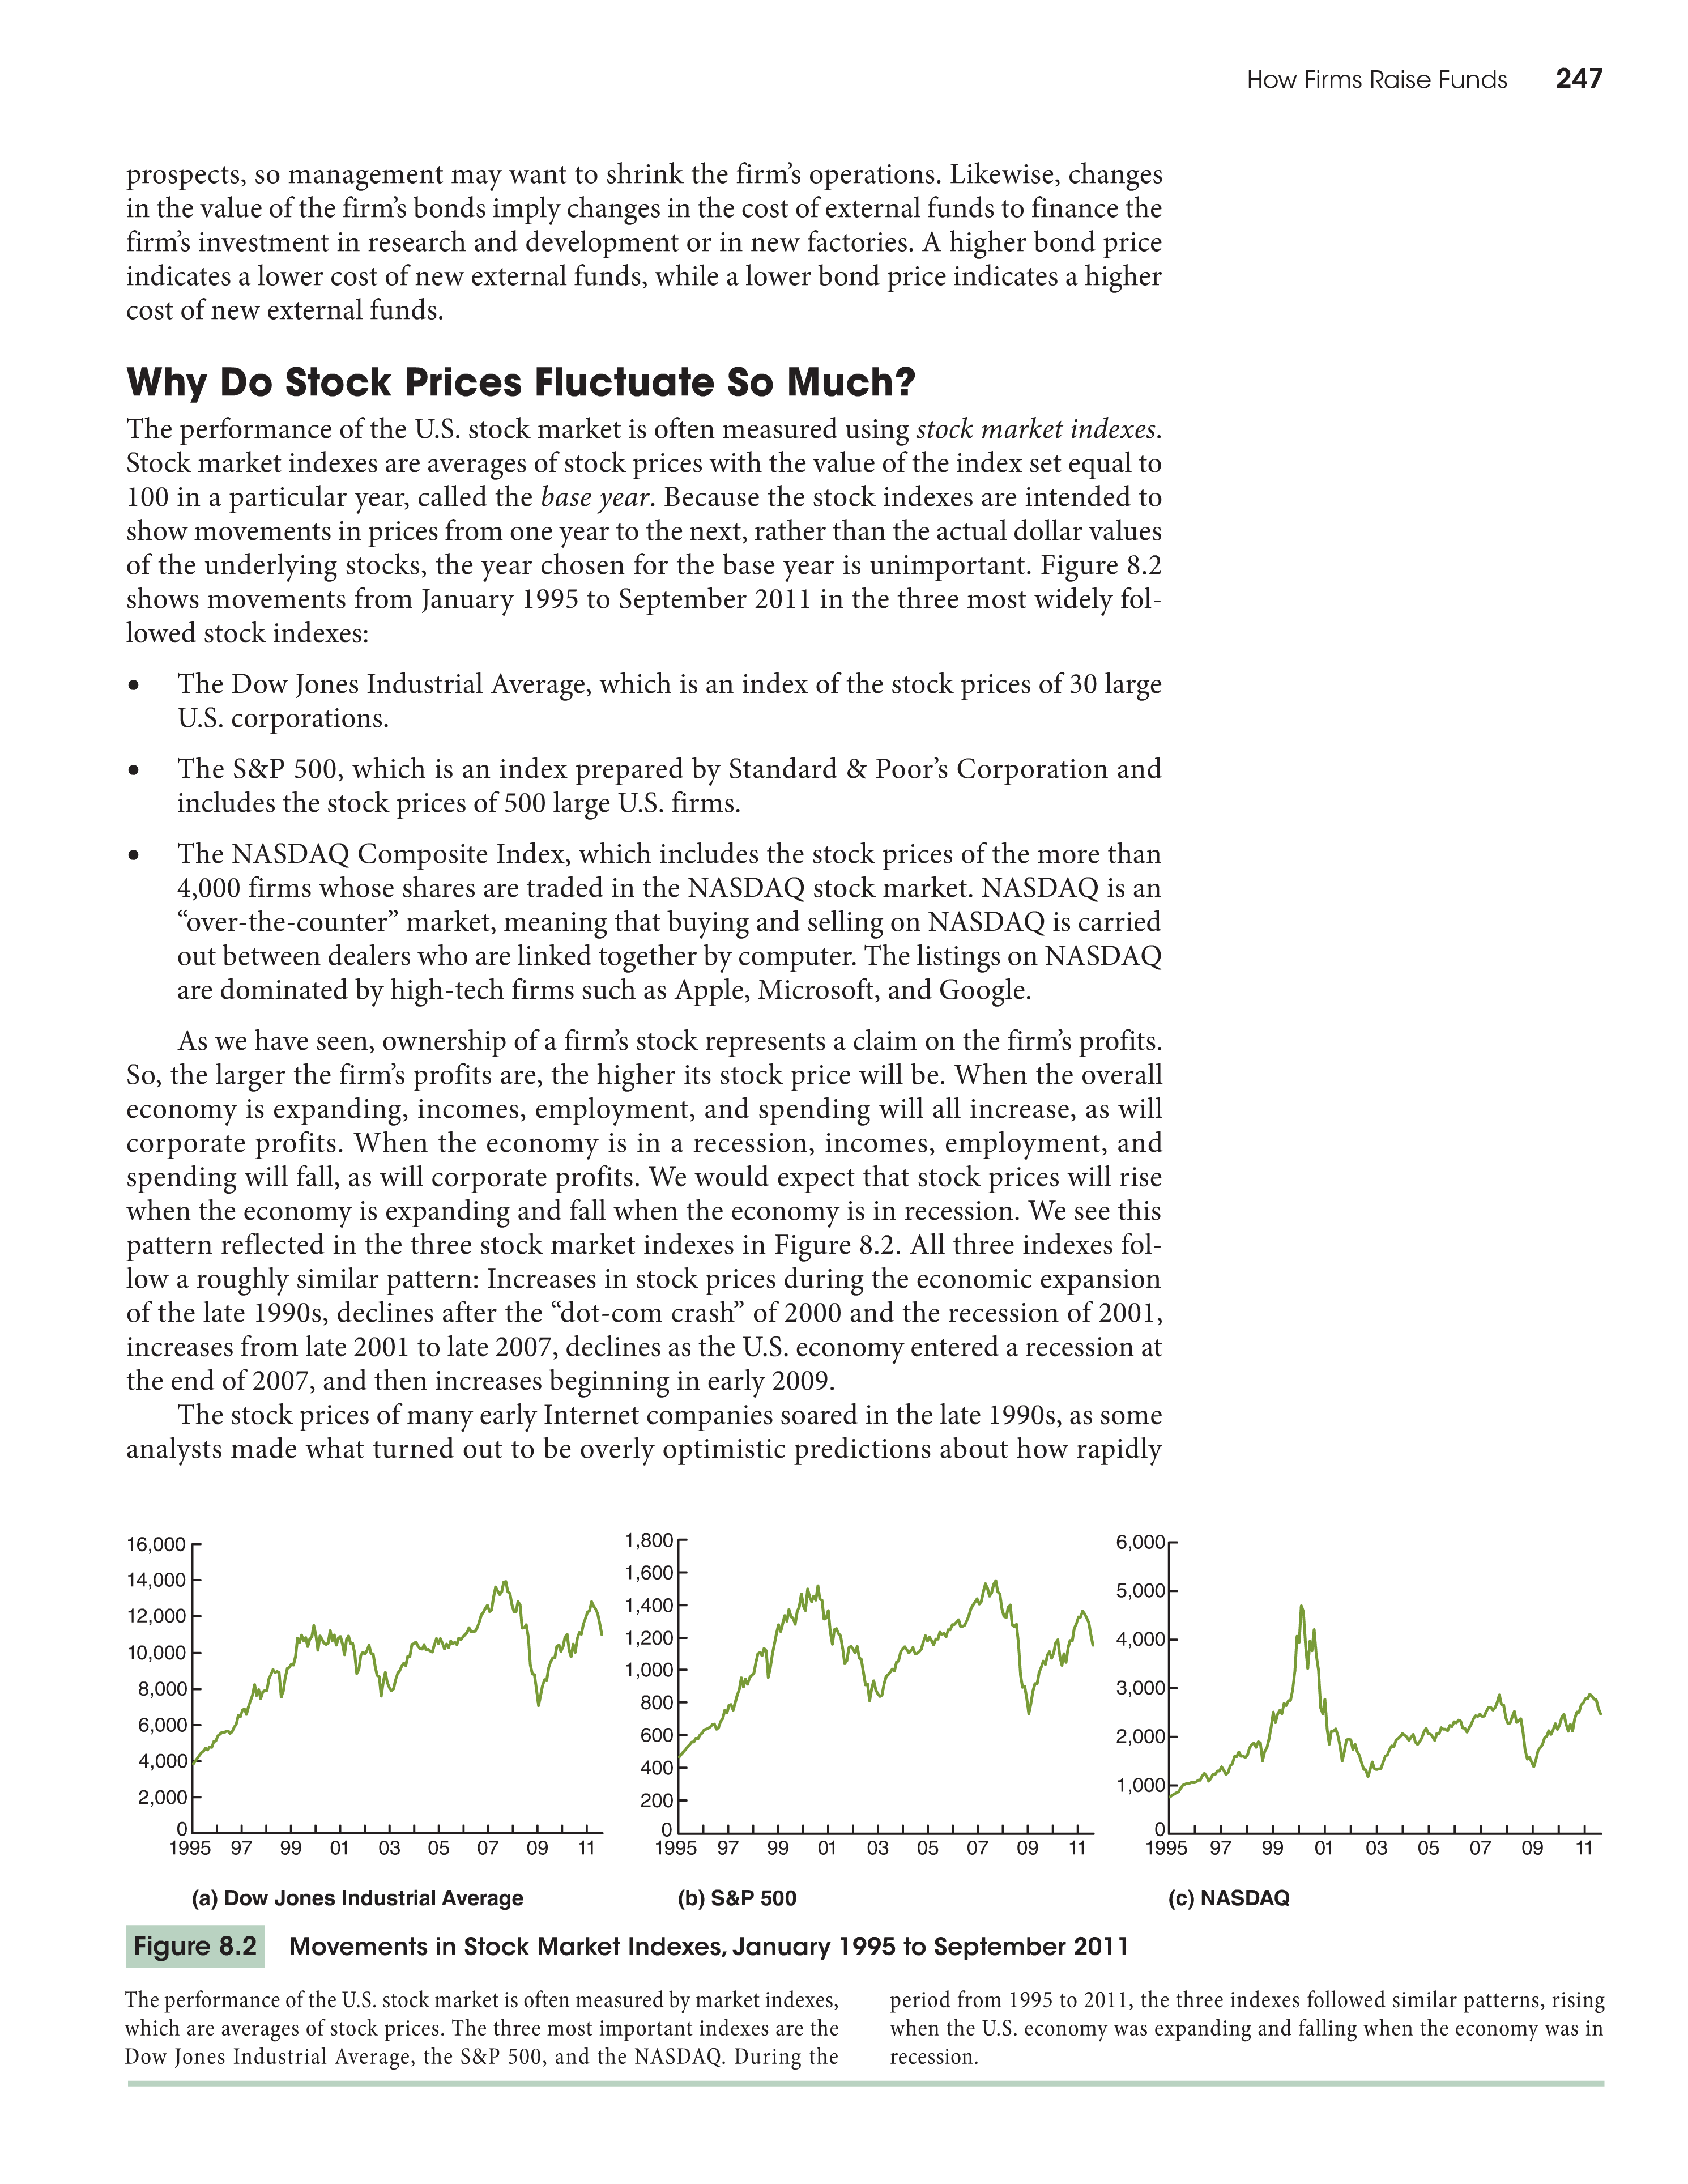 How Firms Raise Funds 247
prospects, so management may want to shrink the firm’s operations. Likewise, changes
in the value of the firm’s bonds imply changes in the cost of external funds to finance the
firm’s investment in research and development or in new factories. A higher bond price
indicates a lower cost of new external funds, while a lower bond price indicates a higher
cost of new external funds.
Why Do Stock Prices Fluctuate So Much?
The performance of the U.S. stock market is often measured using stock market indexes.
Stock market indexes are averages of stock prices with the value of the index set equal to
100 in a particular year, called the base year. Because the stock indexes are intended to
show movements in prices from one year to the next, rather than the actual dollar values
of the underlying stocks, the year chosen for the base year is unimportant. Figure 8.2
shows movements from January 1995 to September 2011 in the three most widely fol-
lowed stock indexes:
• The Dow Jones Industrial Average, which is an index of the stock prices of 30 large
U.S. corporations.
• The S&P 500, which is an index prepared by Standard & Poor’s Corporation and
includes the stock prices of 500 large U.S. firms.
• The NASDAQ Composite Index, which includes the stock prices of the more than
4,000 firms whose shares are traded in the NASDAQ stock market. NASDAQ is an
“over-the-counter” market, meaning that buying and selling on NASDAQ is carried
out between dealers who are linked together by computer. The listings on NASDAQ
are dominated by high-tech firms such as Apple, Microsoft, and Google.
As we have seen, ownership of a firm’s stock represents a claim on the firm’s profits.
So, the larger the firm’s profits are, the higher its stock price will be. When the overall
economy is expanding, incomes, employment, and spending will all increase, as will
corporate profits. When the economy is in a recession, incomes, employment, and
spending will fall, as will corporate profits. We would expect that stock prices will rise
when the economy is expanding and fall when the economy is in recession. We see this
pattern reflected in the three stock market indexes in Figure 8.2. All three indexes fol-
low a roughly similar pattern: Increases in stock prices during the economic expansion
of the late 1990s, declines after the “dot-com crash” of 2000 and the recession of 2001,
increases from late 2001 to late 2007, declines as the U.S. economy entered a recession at
the end of 2007, and then increases beginning in early 2009.
The stock prices of many early Internet companies soared in the late 1990s, as some
analysts made what turned out to be overly optimistic predictions about how rapidly
16,000
14,000
12,000
10,000
8,000
6,000
4,000
2,000
0
1995 97 99 01 03 05 07 09 11
(a) Dow Jones Industrial Average
1,800
1,600
1,400
1,200
1,000
800
600
400
200
0
1995 97 99 01 03 05 07 09 11
(b) S&P 500
6,000
5,000
4,000
3,000
2,000
1,000
0
1995 97 99 01 03 05 07 09 11
(c) NASDAQ
Figure 8.2 Movements in Stock Market Indexes, January 1995 to September 2011
The performance of the U.S. stock market is often measured by market indexes,
which are averages of stock prices. The three most important indexes are the
Dow Jones Industrial Average, the S&P 500, and the NASDAQ. During the
period from 1995 to 2011, the three indexes followed similar patterns, rising
when the U.S. economy was expanding and falling when the economy was in
recession.